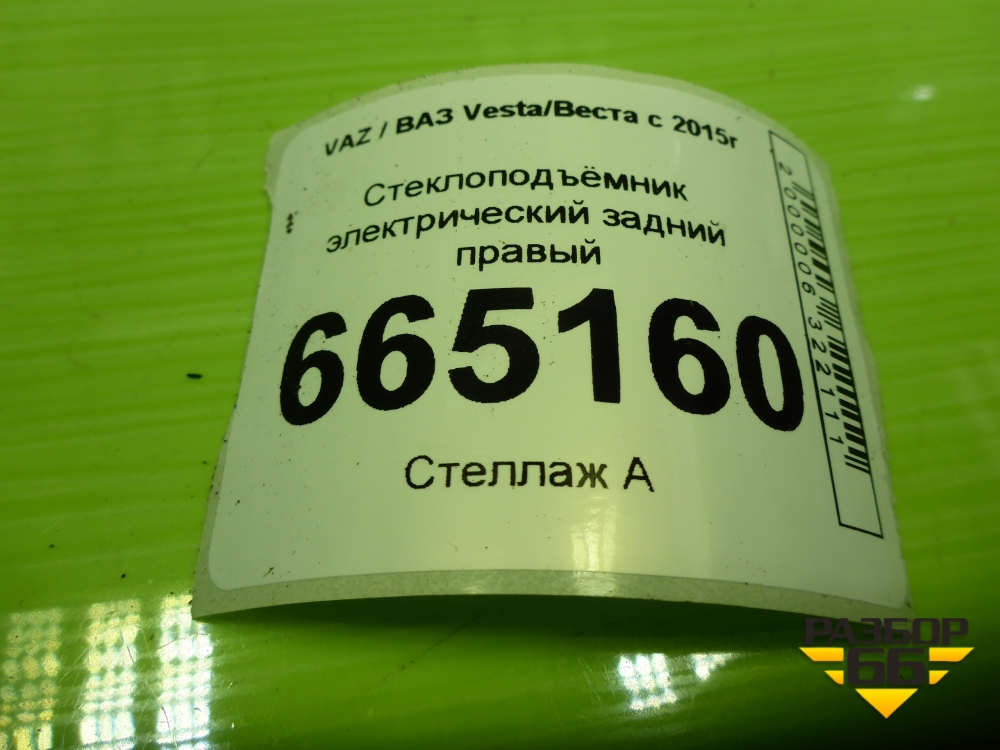 VAZ / ВАЗ Vesta/Веста с 2015г
Стеклоподъёмник
электрический задний
правый
665160
Стеллаж А
2000006322111
РАЗБОР
66